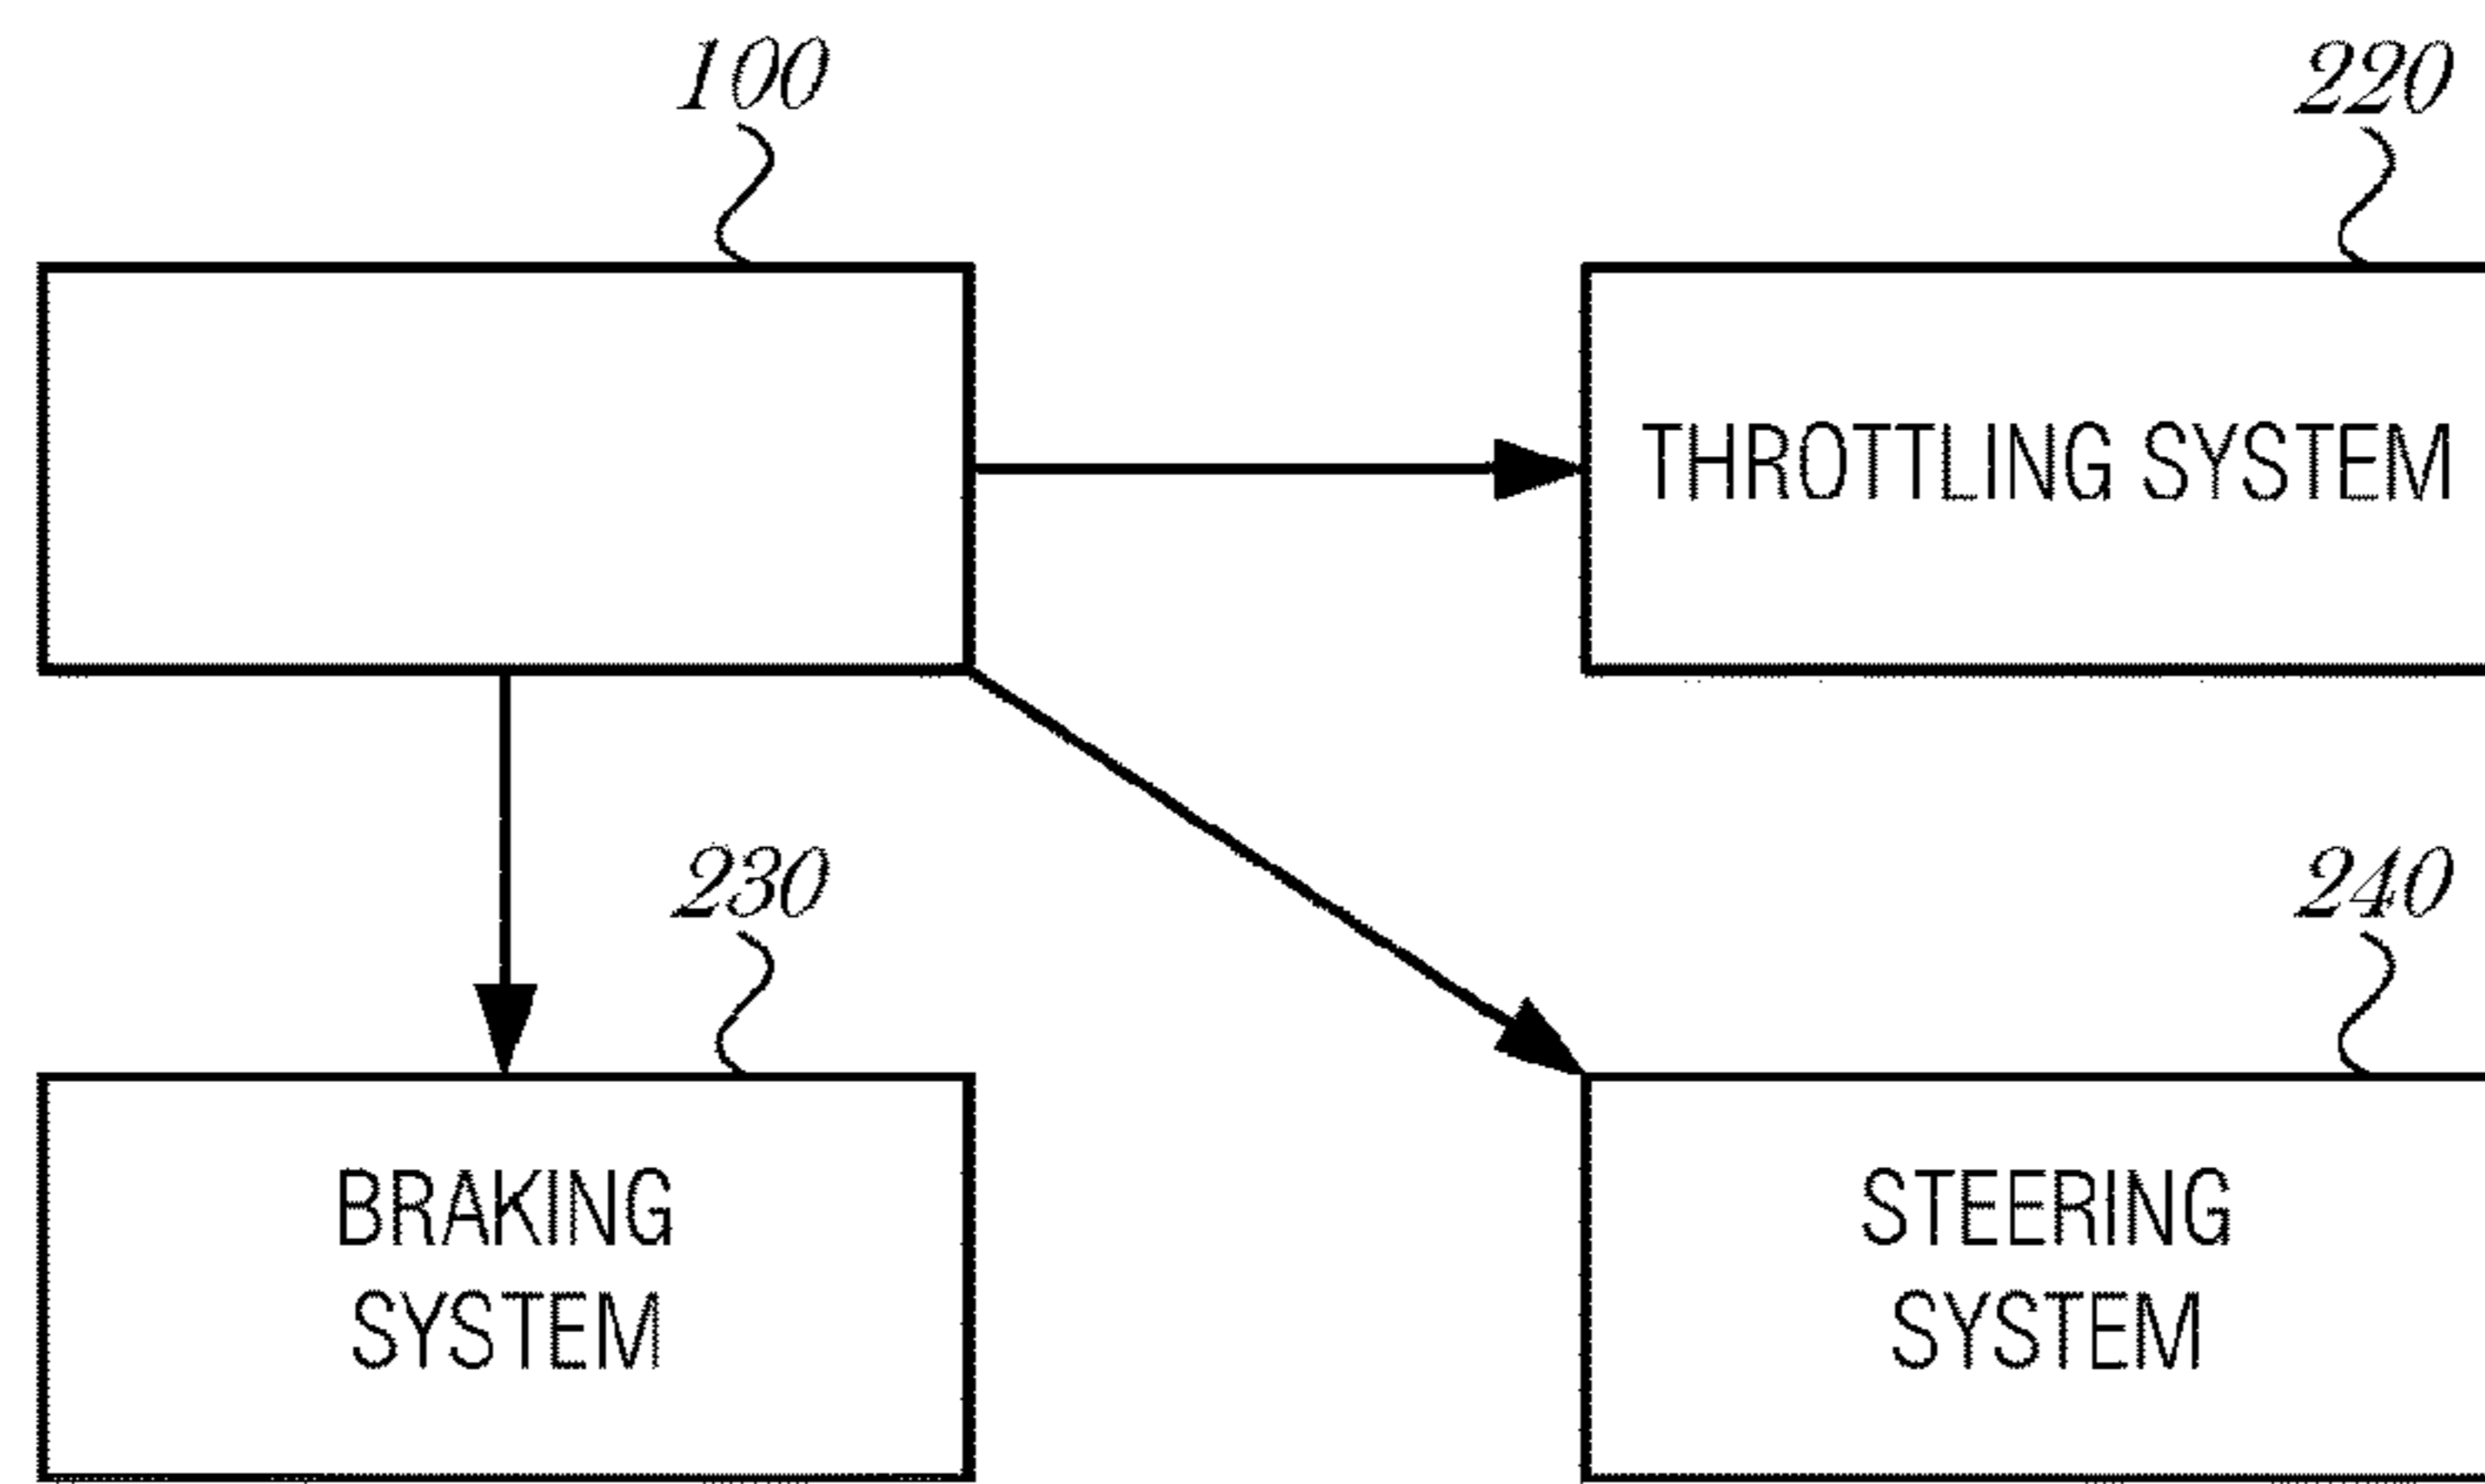 100
220
THROTTLING SYSTEM
230
240
BRAKING
SYSTEM
STEERING
SYSTEM